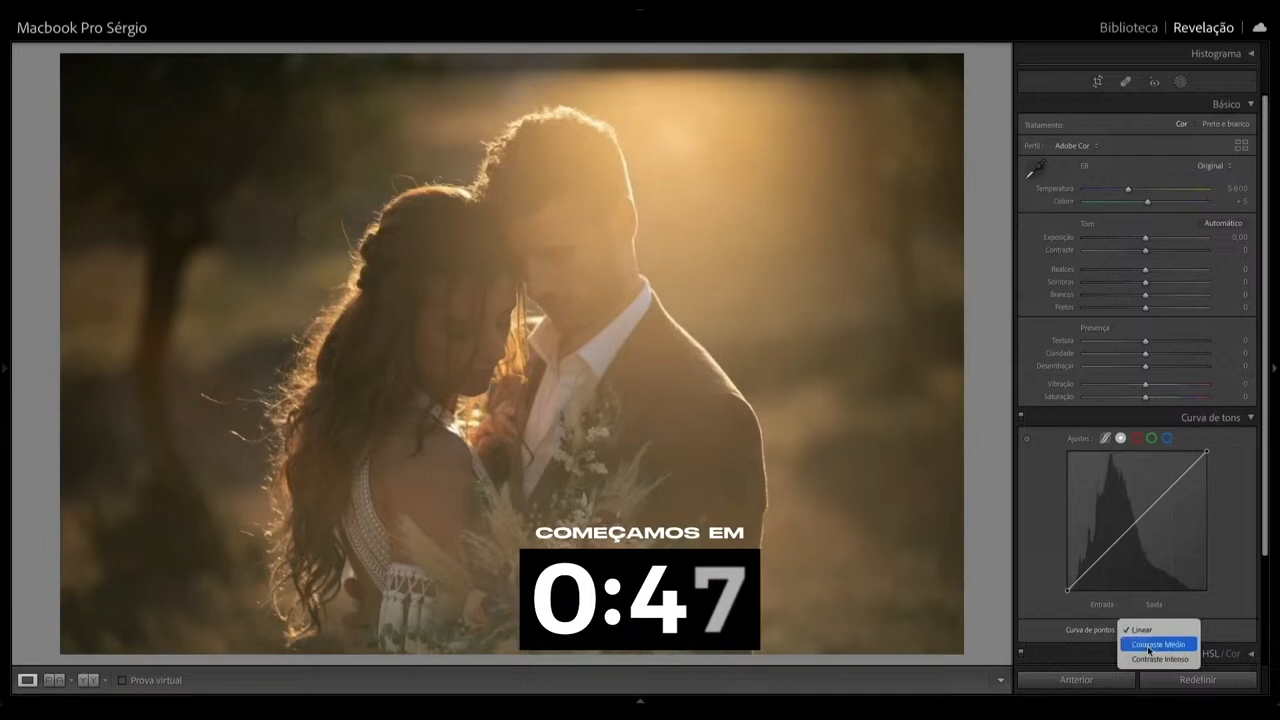 Macbook Pro Sérgio
Biblioteca | Revelação
Histograma
Básico
Tratamento: Cor Preto e branco
Perfil: Adobe Cor
EB Original
Temperatura 5.600
Colorir + 5
Tom Automático
Exposição 0,00
Contraste 0
Realces 0
Sombras 0
Brancos 0
Pretos 0
Presença
Textura 0
Claridade 0
Desembaçar 0
Vibração 0
Saturação 0
Curva de tons
Ajustes:
Entrada Saída
Curva de pontos
Linear
Contraste Médio
Contraste Intenso
HSL / Cor
Anterior Redefinir
COMEÇAMOS EM
0:47
Prova virtual